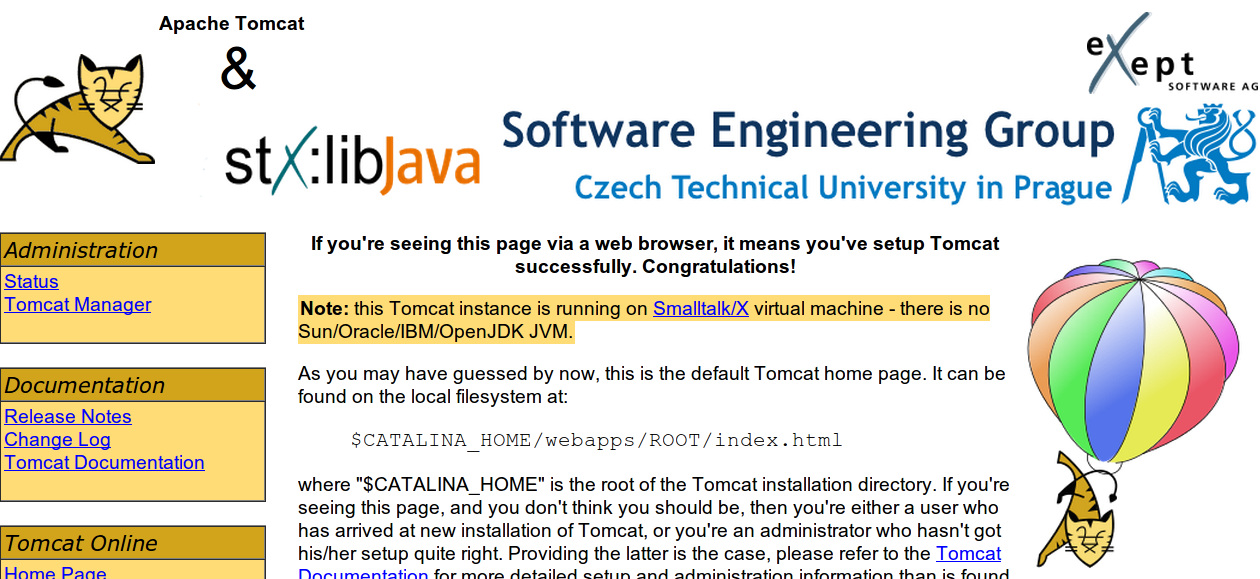 Apache Tomcat
&
eXept
SOFTWARE AG
stx:libJava
Software Engineering Group
Czech Technical University in Prague
Administration
Status
Tomcat Manager
Documentation
Release Notes
Change Log
Tomcat Documentation
Tomcat Online
Home Page
If you're seeing this page via a web browser, it means you've setup Tomcat
successfully. Congratulations!
Note: this Tomcat instance is running on Smalltalk/X virtual machine - there is no
Sun/Oracle/IBM/OpenJDK JVM.
As you may have guessed by now, this is the default Tomcat home page. It can be
found on the local filesystem at:
$CATALINA_HOME/webapps/ROOT/index.html
where "$CATALINA_HOME" is the root of the Tomcat installation directory. If you're
seeing this page, and you don't think you should be, then you're either a user who
has arrived at new installation of Tomcat, or you're an administrator who hasn't got
his/her setup quite right. Providing the latter is the case, please refer to the Tomcat
Documentation for more detailed setup and administration information than is found